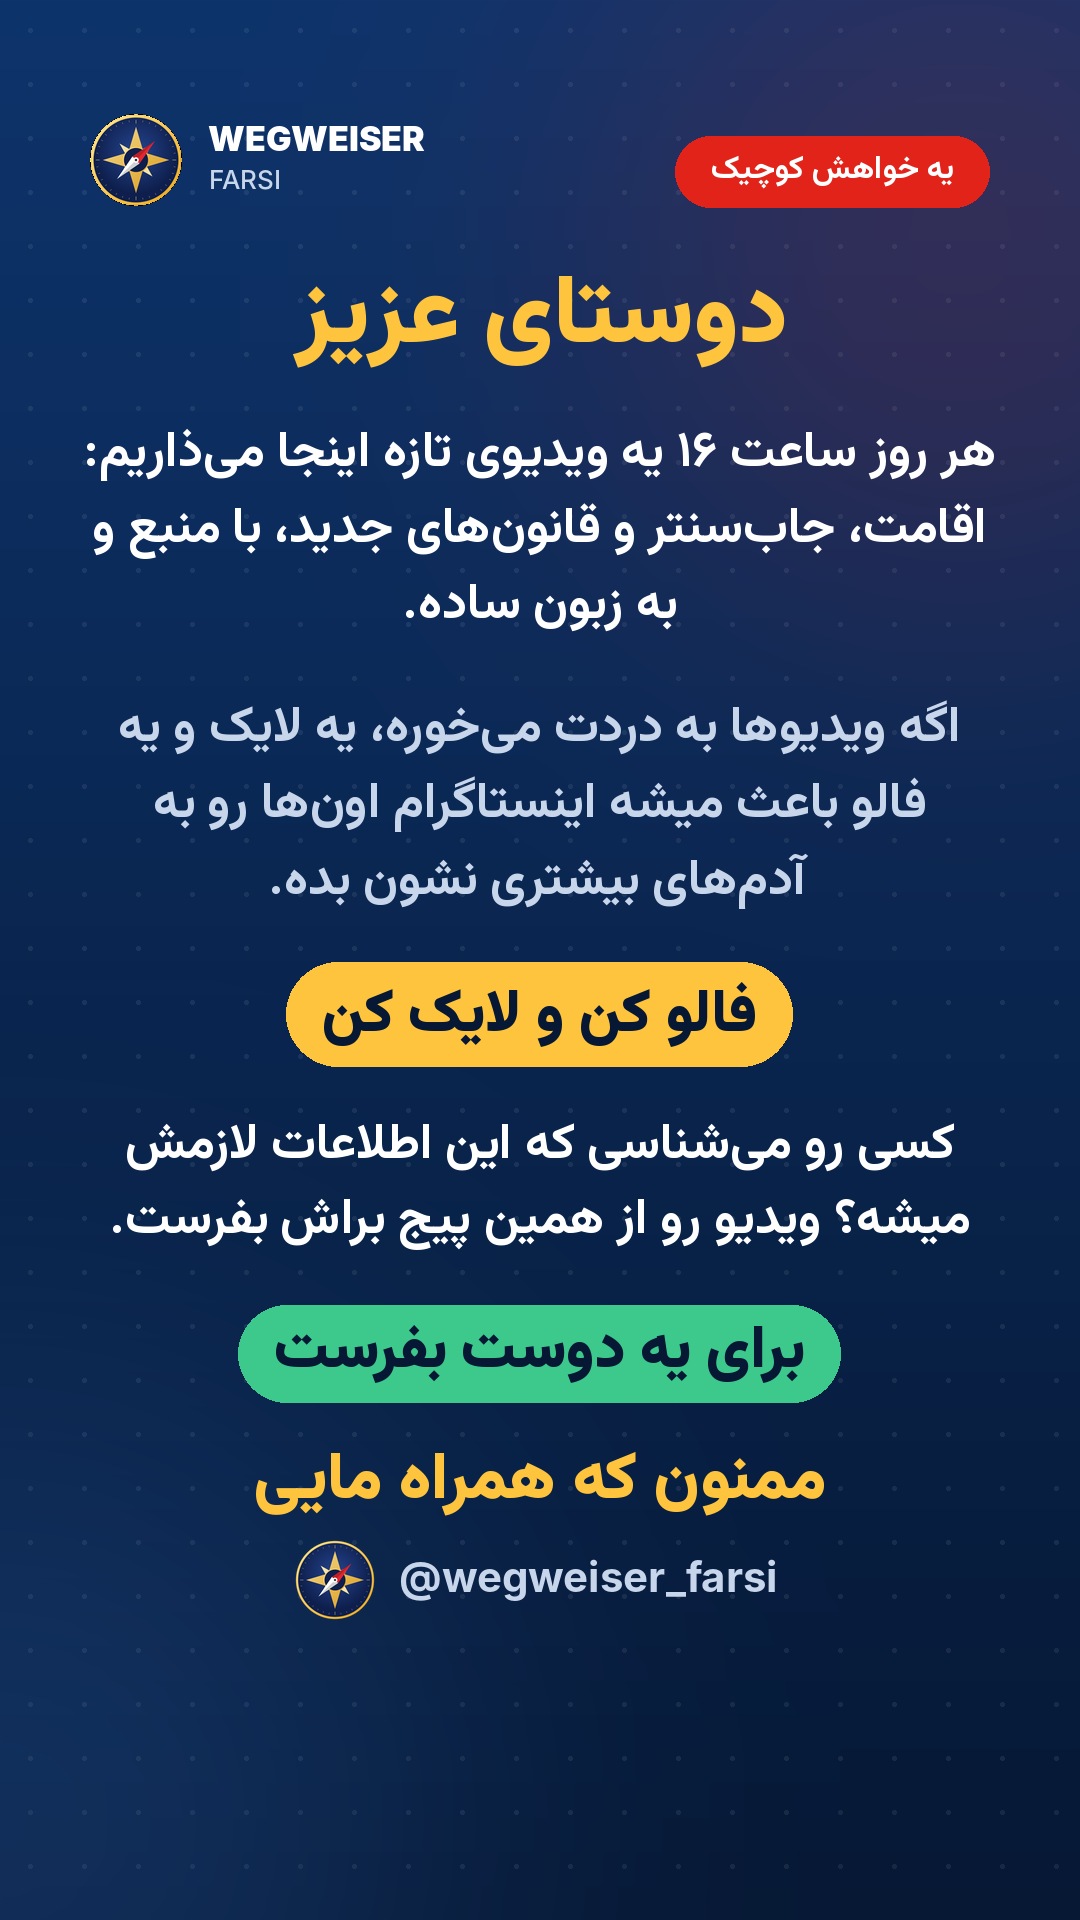 WEGWEISER
FARSI
یه خواهش کوچیک
دوستای عزیز
هر روز ساعت ۱۶ یه ویدیوی تازه اینجا می‌ذاریم:
اقامت، جاب‌سنتر و قانون‌های جدید، با منبع و
به زبون ساده.
اگه ویدیوها به دردت می‌خوره، یه لایک و یه
فالو باعث میشه اینستاگرام اون‌ها رو به
آدم‌های بیشتری نشون بده.
فالو کن و لایک کن
کسی رو می‌شناسی که این اطلاعات لازمش
میشه؟ ویدیو رو از همین پیج براش بفرست.
برای یه دوست بفرست
ممنون که همراه مایی
@wegweiser_farsi